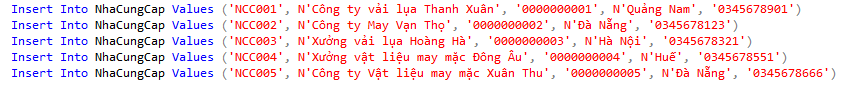 Insert Into NhaCungCap Values ('NCC001', N'Công ty vải lụa Thanh Xuân', '0000000001', N'Quảng Nam', '0345678901')
Insert Into NhaCungCap Values ('NCC002', N'Công ty May Vạn Thọ', '0000000002', N'Đà Nẵng', '0345678123')
Insert Into NhaCungCap Values ('NCC003', N'Xưởng vải lụa Hoàng Hà', '0000000003', N'Hà Nội', '0345678321')
Insert Into NhaCungCap Values ('NCC004', N'Xưởng vật liệu may mặc Đông Âu', '0000000004', N'Huế', '0345678551')
Insert Into NhaCungCap Values ('NCC005', N'Công ty Vật liệu may mặc Xuân Thu', '0000000005', N'Đà Nẵng', '0345678666')